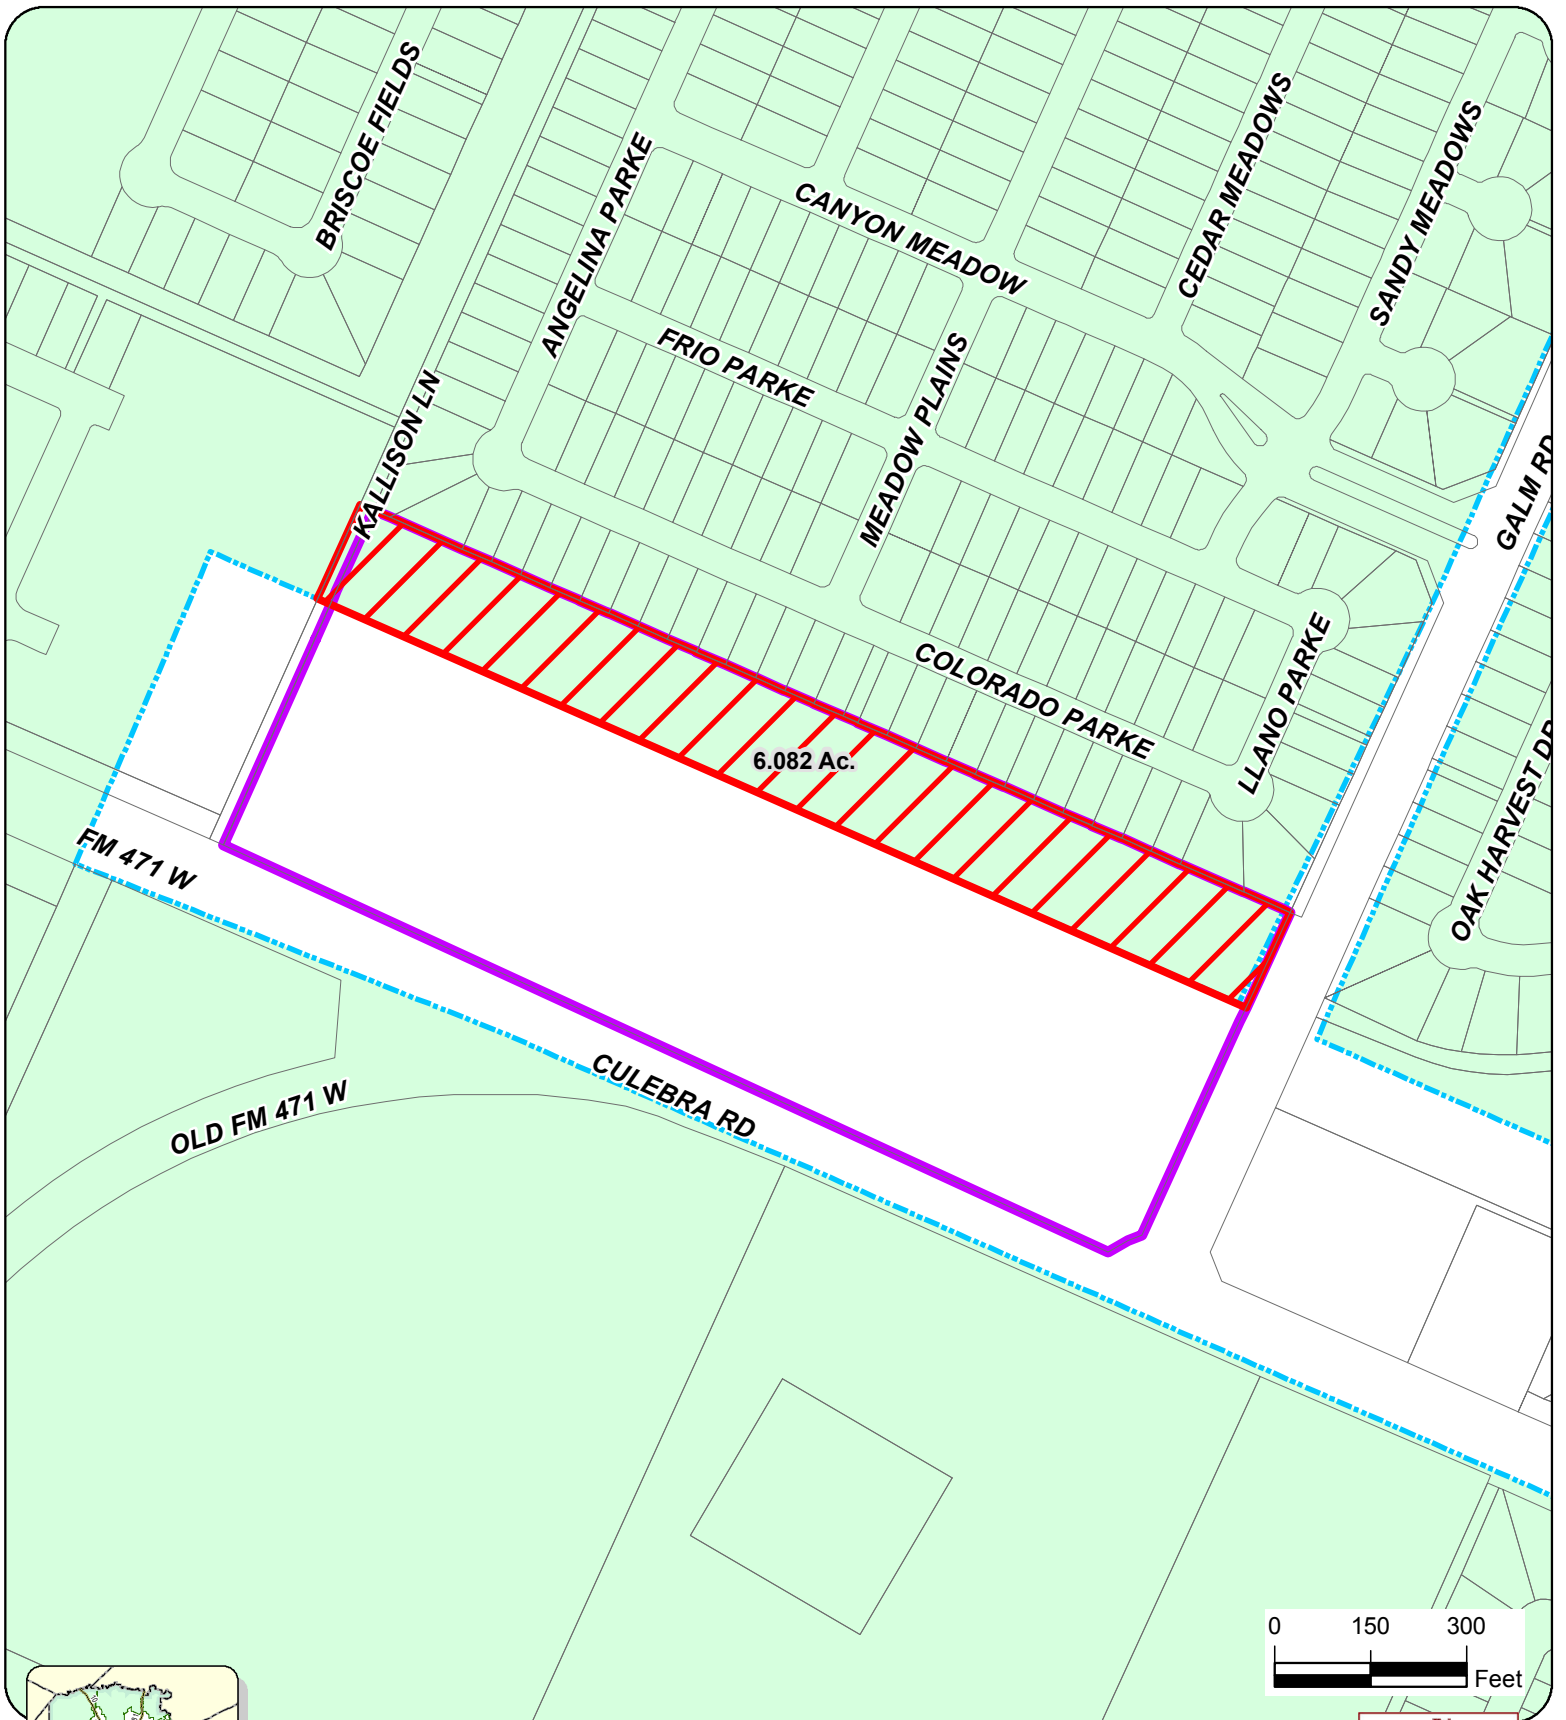 BRISCOE FIELDS
ANGELINA PARKE
CANYON MEADOW
CEDAR MEADOWS
SANDY MEADOWS
FRIO PARKE
KALLISON LN
MEADOW PLAINS
GALM RD
COLORADO PARKE
LLANO PARKE
6.082 Ac.
OAK HARVEST DR
FM 471 W
CULEBRA RD
OLD FM 471 W
0 150 300
Feet